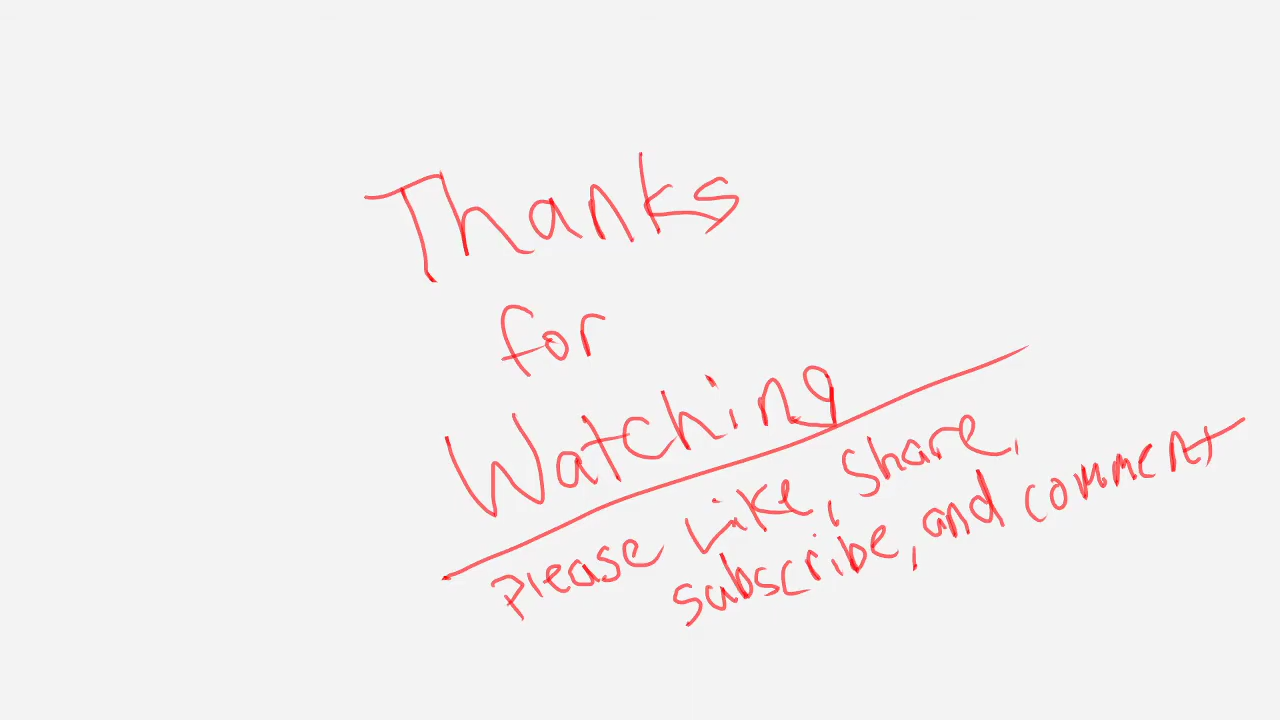 Thanks
for
Watching
please Like, Share,
subscribe, and comment